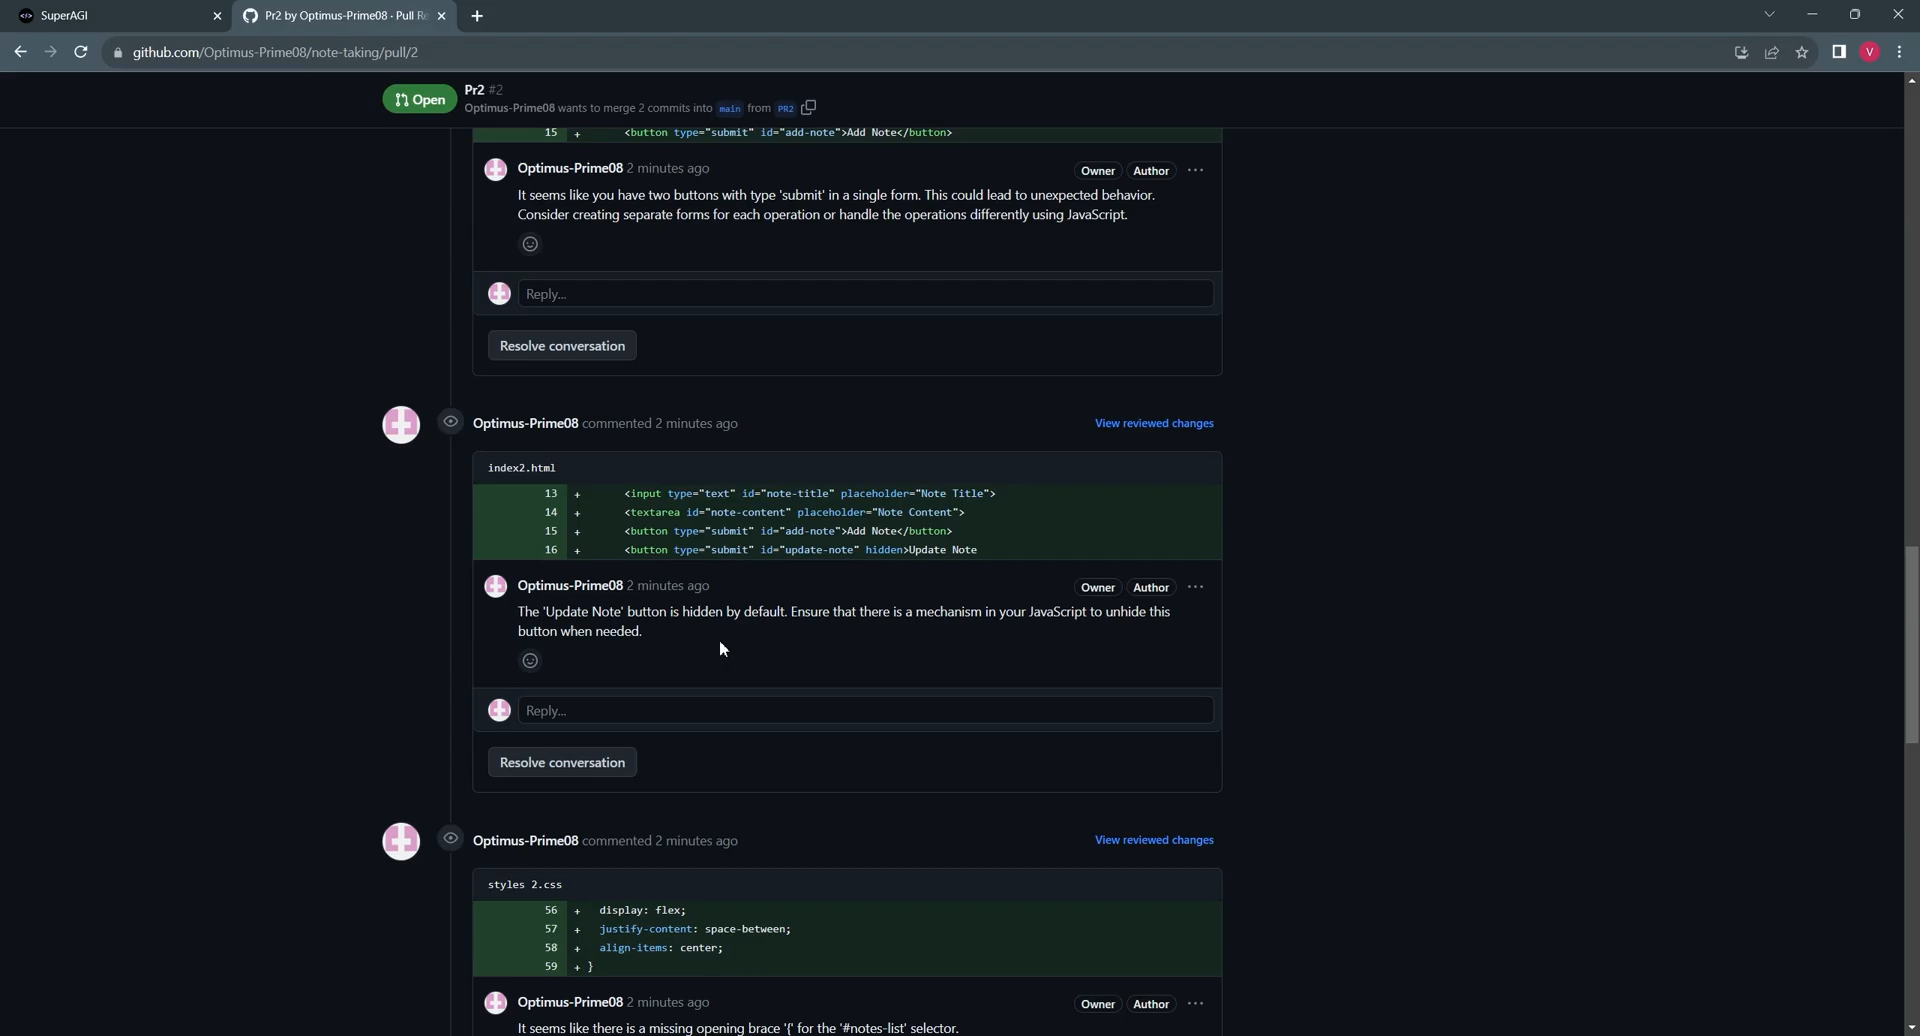 SuperAGI
Pr2 by Optimus-Prime08 · Pull Re
github.com/Optimus-Prime08/note-taking/pull/2
V
Open
Pr2 #2
Optimus-Prime08 wants to merge 2 commits into main from PR2
15 + <button type="submit" id="add-note">Add Note</button>
Optimus-Prime08 2 minutes ago
Owner Author
It seems like you have two buttons with type 'submit' in a single form. This could lead to unexpected behavior.
Consider creating separate forms for each operation or handle the operations differently using JavaScript.
Reply...
Resolve conversation
Optimus-Prime08 commented 2 minutes ago
View reviewed changes
index2.html
13 + <input type="text" id="note-title" placeholder="Note Title">
14 + <textarea id="note-content" placeholder="Note Content">
15 + <button type="submit" id="add-note">Add Note</button>
16 + <button type="submit" id="update-note" hidden>Update Note
Optimus-Prime08 2 minutes ago
Owner Author
The 'Update Note' button is hidden by default. Ensure that there is a mechanism in your JavaScript to unhide this
button when needed.
Reply...
Resolve conversation
Optimus-Prime08 commented 2 minutes ago
View reviewed changes
styles 2.css
56 + display: flex;
57 + justify-content: space-between;
58 + align-items: center;
59 + }
Optimus-Prime08 2 minutes ago
Owner Author
It seems like there is a missing opening brace '{' for the '#notes-list' selector.